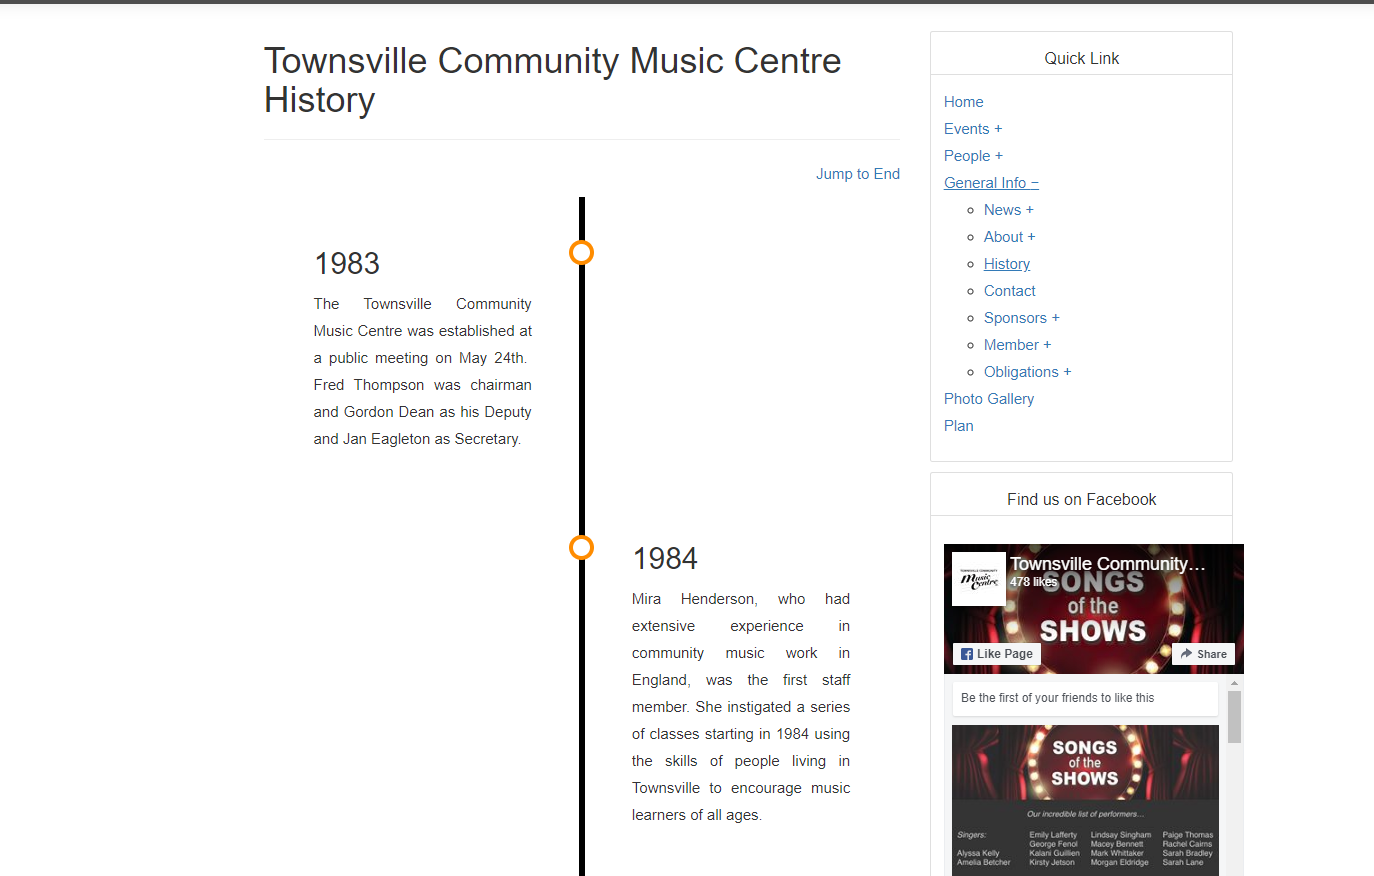 Townsville Community Music Centre
History
Jump to End
1983
The Townsville Community
Music Centre was established at
a public meeting on May 24th.
Fred Thompson was chairman
and Gordon Dean as his Deputy
and Jan Eagleton as Secretary.
1984
Mira Henderson, who had
extensive experience in
community music work in
England, was the first staff
member. She instigated a series
of classes starting in 1984 using
the skills of people living in
Townsville to encourage music
learners of all ages.
Quick Link
Home
Events +
People +
General Info −
News +
About +
History
Contact
Sponsors +
Member +
Obligations +
Photo Gallery
Plan
Find us on Facebook
TOWNSVILLE COMMUNITY
Music
Centre
Townsville Community...
478 likes
SONGS
of the
SHOWS
Like Page
Share
Be the first of your friends to like this
SONGS
of the
SHOWS
Our incredible list of performers...
Singers: Emily Lafferty Lindsay Singham Paige Thomas
George Fenol Macey Bennett Rachel Cairns
Alyssa Kelly Kalani Guillien Mark Whittaker Sarah Bradley
Amelia Betcher Kirsty Jetson Morgan Eldridge Sarah Lane